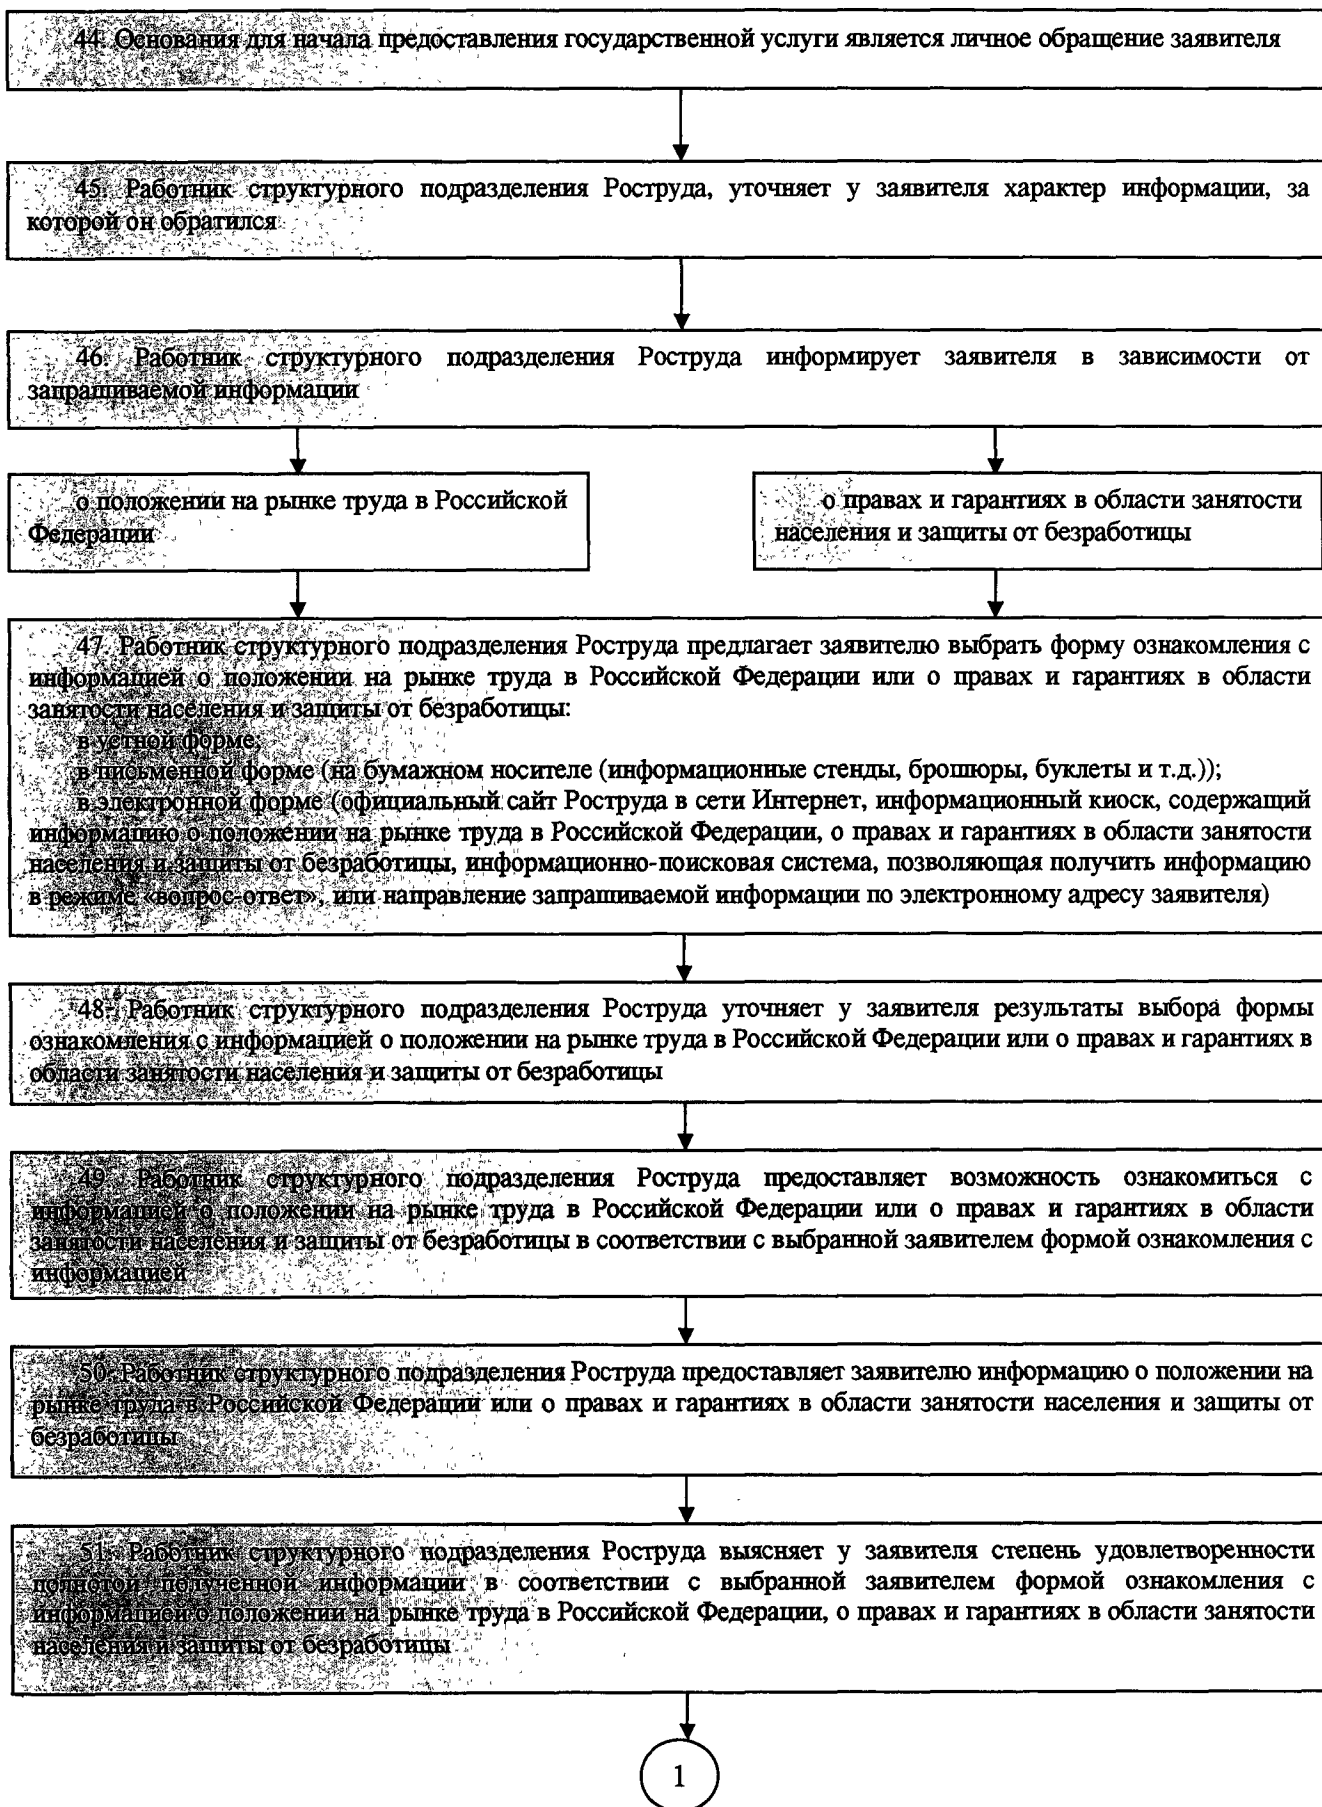 44. Основания для начала предоставления государственной услуги является личное обращение заявителя
45. Работник структурного подразделения Роструда, уточняет у заявителя характер информации, за
которой он обратился
46. Работник структурного подразделения Роструда информирует заявителя в зависимости от
запрашиваемой информации
о положении на рынке труда в Российской
Федерации
о правах и гарантиях в области занятости
населения и защиты от безработицы
47. Работник структурного подразделения Роструда предлагает заявителю выбрать форму ознакомления с
информацией о положении на рынке труда в Российской Федерации или о правах и гарантиях в области
занятости населения и защиты от безработицы:
в устной форме;
в письменной форме (на бумажном носителе (информационные стенды, брошюры, буклеты и т.д.));
в электронной форме (официальный сайт Роструда в сети Интернет, информационный киоск, содержащий
информацию о положении на рынке труда в Российской Федерации, о правах и гарантиях в области занятости
населения и защиты от безработицы, информационно-поисковая система, позволяющая получить информацию
в режиме «вопрос-ответ», или направление запрашиваемой информации по электронному адресу заявителя)
48. Работник структурного подразделения Роструда уточняет у заявителя результаты выбора формы
ознакомления с информацией о положении на рынке труда в Российской Федерации или о правах и гарантиях в
области занятости населения и защиты от безработицы
49. Работник структурного подразделения Роструда предоставляет возможность ознакомиться с
информацией о положении на рынке труда в Российской Федерации или о правах и гарантиях в области
занятости населения и защиты от безработицы в соответствии с выбранной заявителем формой ознакомления с
информацией
50. Работник структурного подразделения Роструда предоставляет заявителю информацию о положении на
рынке труда в Российской Федерации или о правах и гарантиях в области занятости населения и защиты от
безработицы
51. Работник структурного подразделения Роструда выясняет у заявителя степень удовлетворенности
полнотой полученной информации в соответствии с выбранной заявителем формой ознакомления с
информацией о положении на рынке труда в Российской Федерации, о правах и гарантиях в области занятости
населения и защиты от безработицы
1